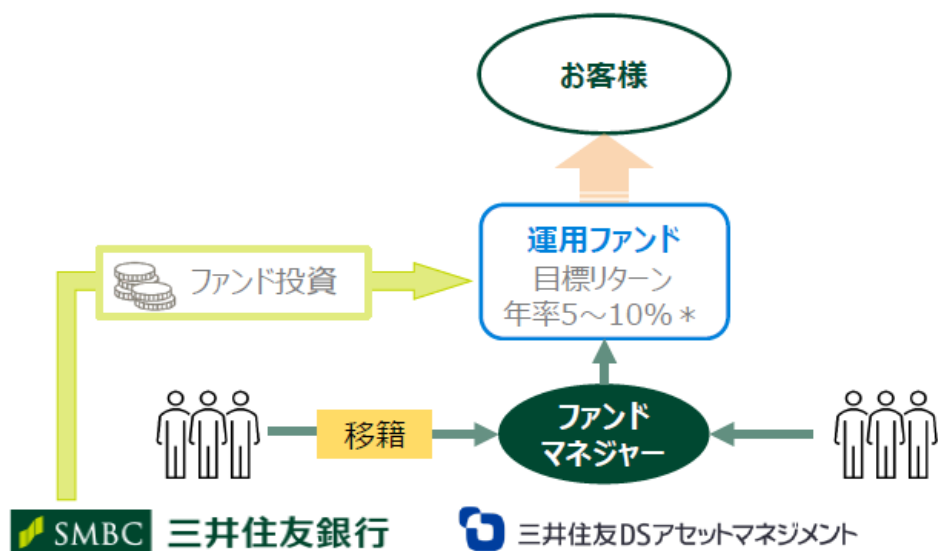 お客様
運用ファンド
目標リターン
年率5～10%＊
ファンド投資
移籍
ファンド
マネジャー
SMBC 三井住友銀行
三井住友DSアセットマネジメント